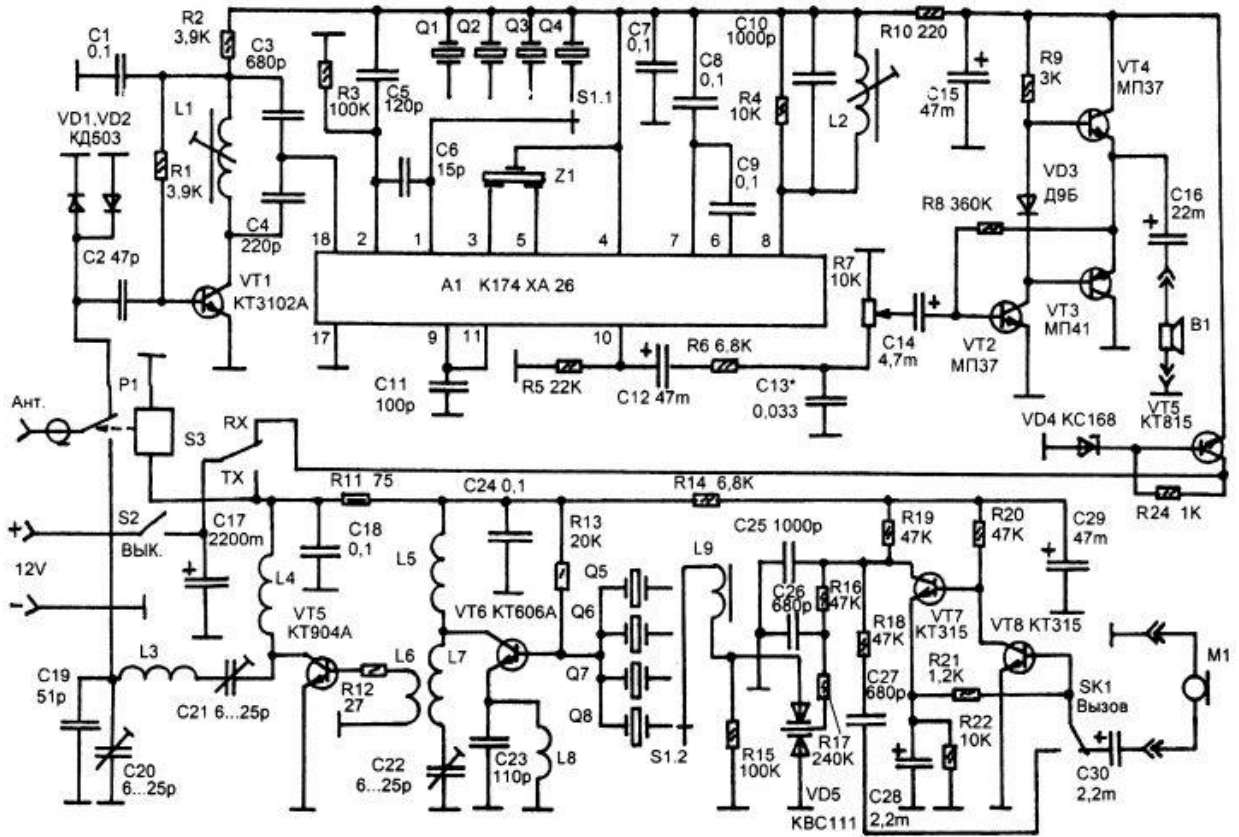 C1
0,1
R2
3,9K
C3
680p
VD1,VD2
КД503
L1
R1
3,9K
C4
220p
C2 47p
VT1
КТ3102А
R3
100K
C5
120p
C6
15p
Q1
Q2
Q3
Q4
S1.1
Z1
C7
0,1
C8
0,1
C9
0,1
C10
1000p
R4
10K
L2
R10 220
C15
47m
R9
3K
VT4
МП37
VD3
Д9Б
R8 360K
C16
22m
18
2
1
3
5
4
7
6
8
A1 К174 ХА 26
17
9
11
10
R7
10K
C14
4,7m
VT2
МП37
VT3
МП41
B1
C11
100p
R5 22K
C12 47m
R6 6.8K
C13*
0,033
VD4 КС168
VT5
КТ815
R24 1K
Ант.
P1
S3
RX
TX
S2
ВЫК.
+
12V
−
C17
2200m
R11 75
C18
0,1
L4
VT5
КТ904А
L3
C19
51p
C20
6...25p
C21 6...25p
R12
27
L6
L5
L7
C22
6...25p
C24 0,1
VT6 КТ606А
C23
110p
L8
R13
20K
Q5
Q6
Q7
Q8
S1.2
R14 6,8K
L9
C25 1000p
C26
680p
R15
100K
R16
47K
R17
240K
VD5
КВС111
R18
47K
C27
680p
C28
2,2m
R19
47K
R20
47K
VT7
КТ315
VT8 КТ315
R21
1,2K
R22
10K
C29
47m
SK1
Вызов
C30
2,2m
M1